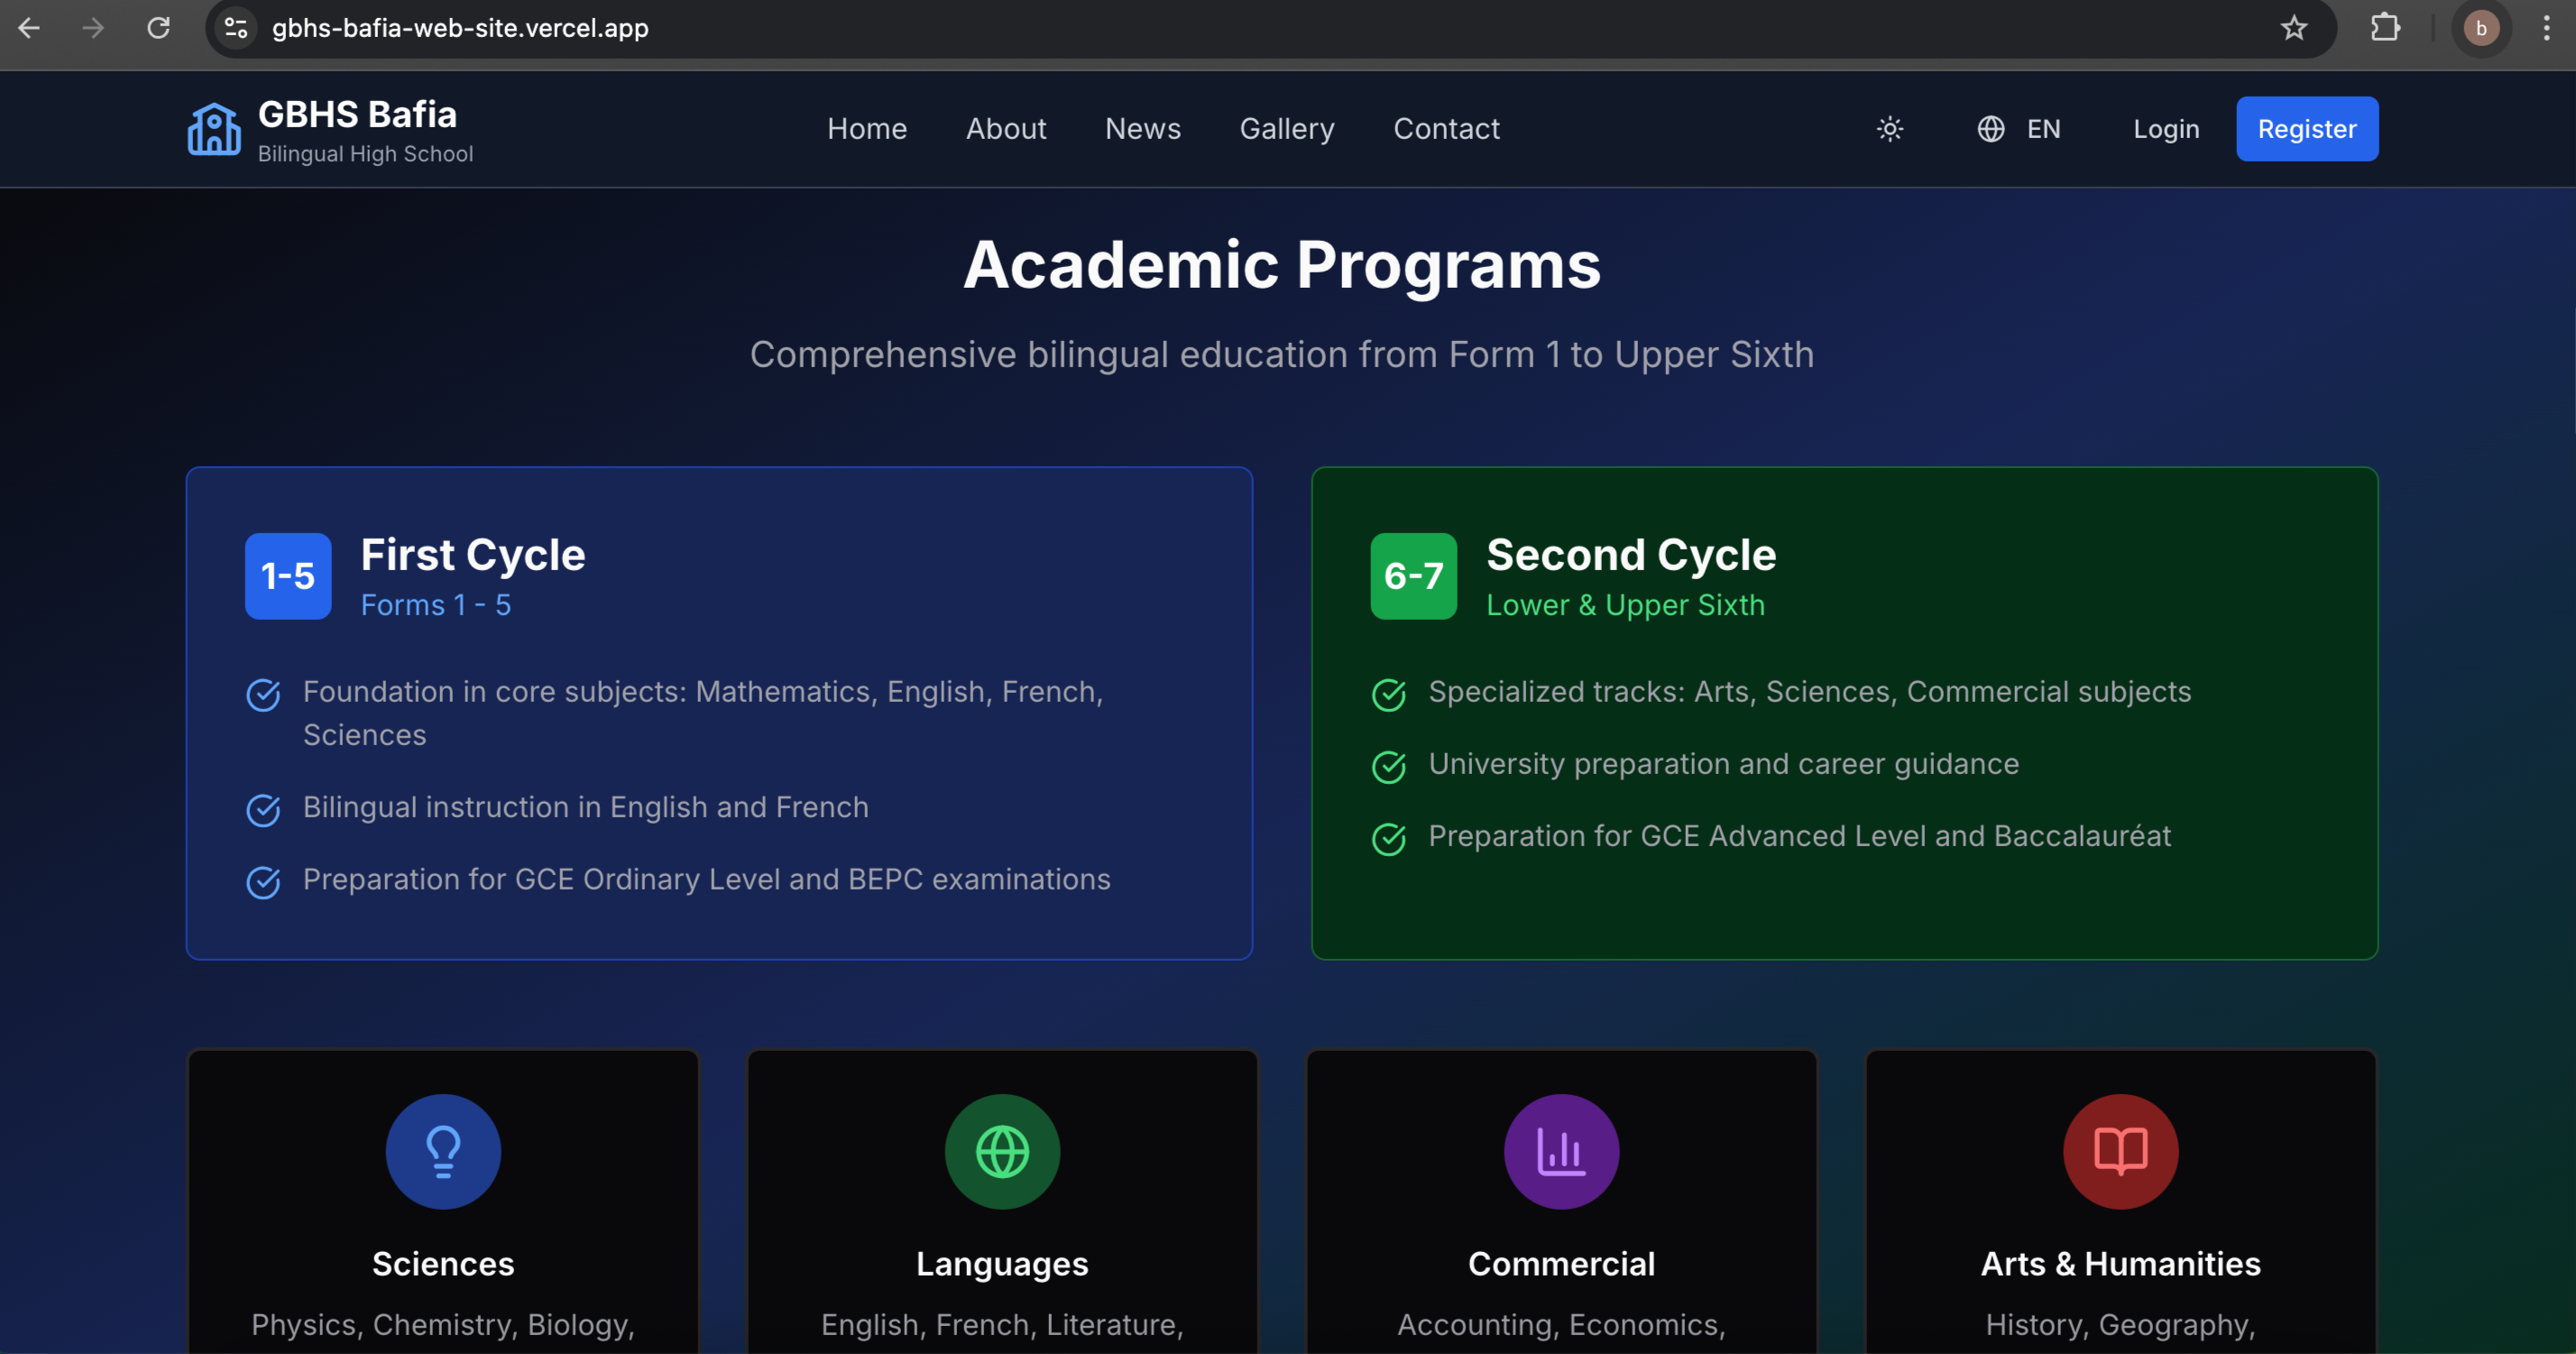 gbhs-bafia-web-site.vercel.app
b
GBHS Bafia
Bilingual High School
Home
About
News
Gallery
Contact
EN
Login
Register
Academic Programs
Comprehensive bilingual education from Form 1 to Upper Sixth
1-5
First Cycle
Forms 1 - 5
Foundation in core subjects: Mathematics, English, French,
Sciences
Bilingual instruction in English and French
Preparation for GCE Ordinary Level and BEPC examinations
6-7
Second Cycle
Lower & Upper Sixth
Specialized tracks: Arts, Sciences, Commercial subjects
University preparation and career guidance
Preparation for GCE Advanced Level and Baccalauréat
Sciences
Physics, Chemistry, Biology,
Languages
English, French, Literature,
Commercial
Accounting, Economics,
Arts & Humanities
History, Geography,